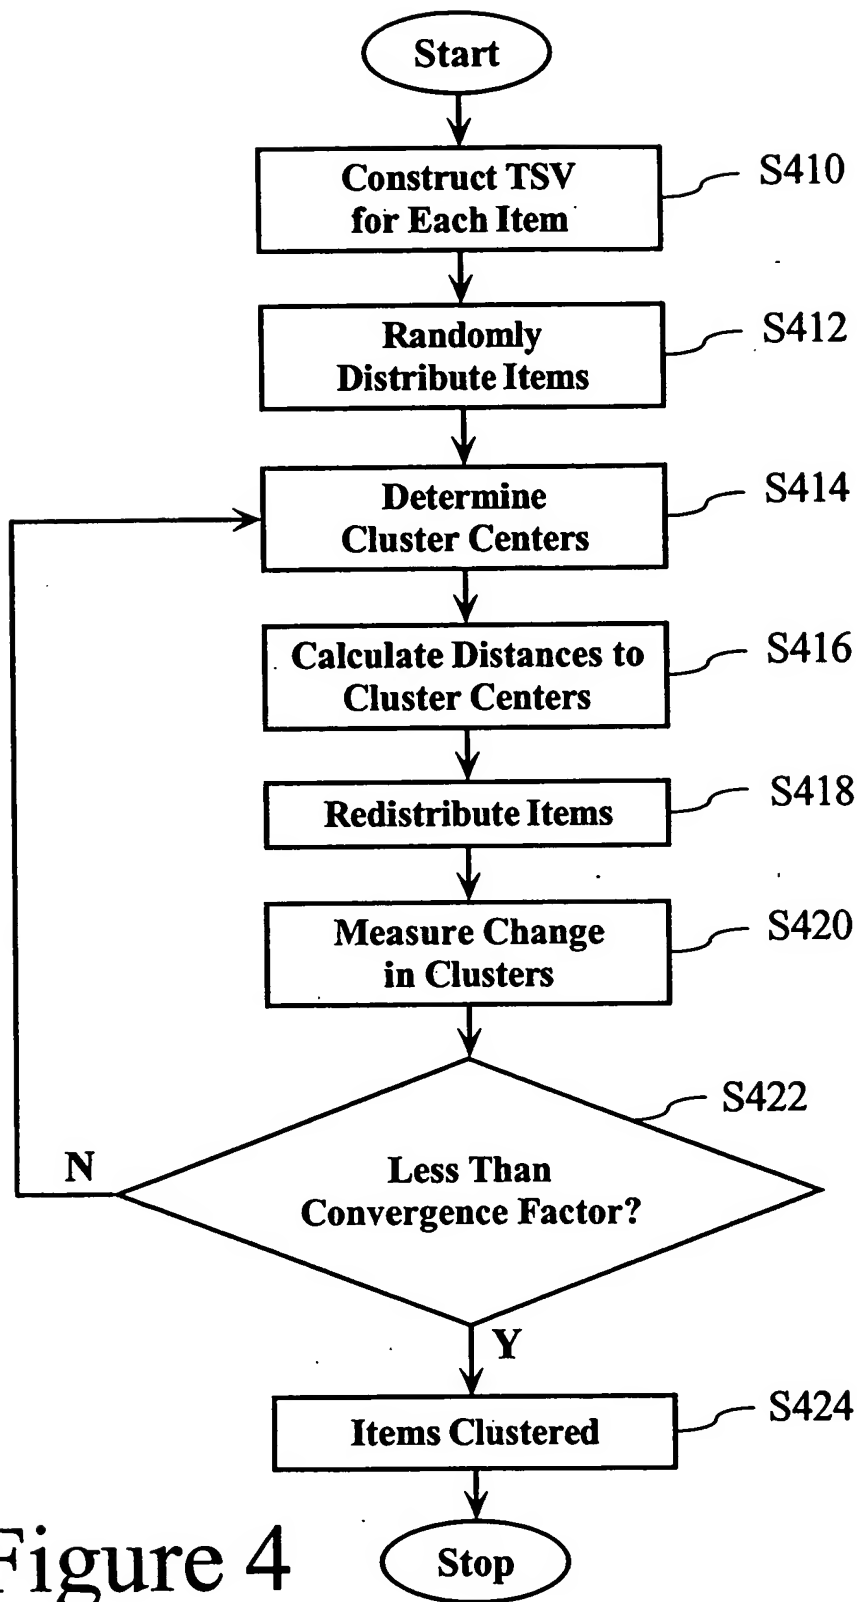 Start
Construct TSV
for Each Item
S410
Randomly
Distribute Items
S412
Determine
Cluster Centers
S414
Calculate Distances to
Cluster Centers
S416
Redistribute Items
S418
Measure Change
in Clusters
S420
Less Than
Convergence Factor?
S422
N
Y
Items Clustered
S424
Stop
Figure 4